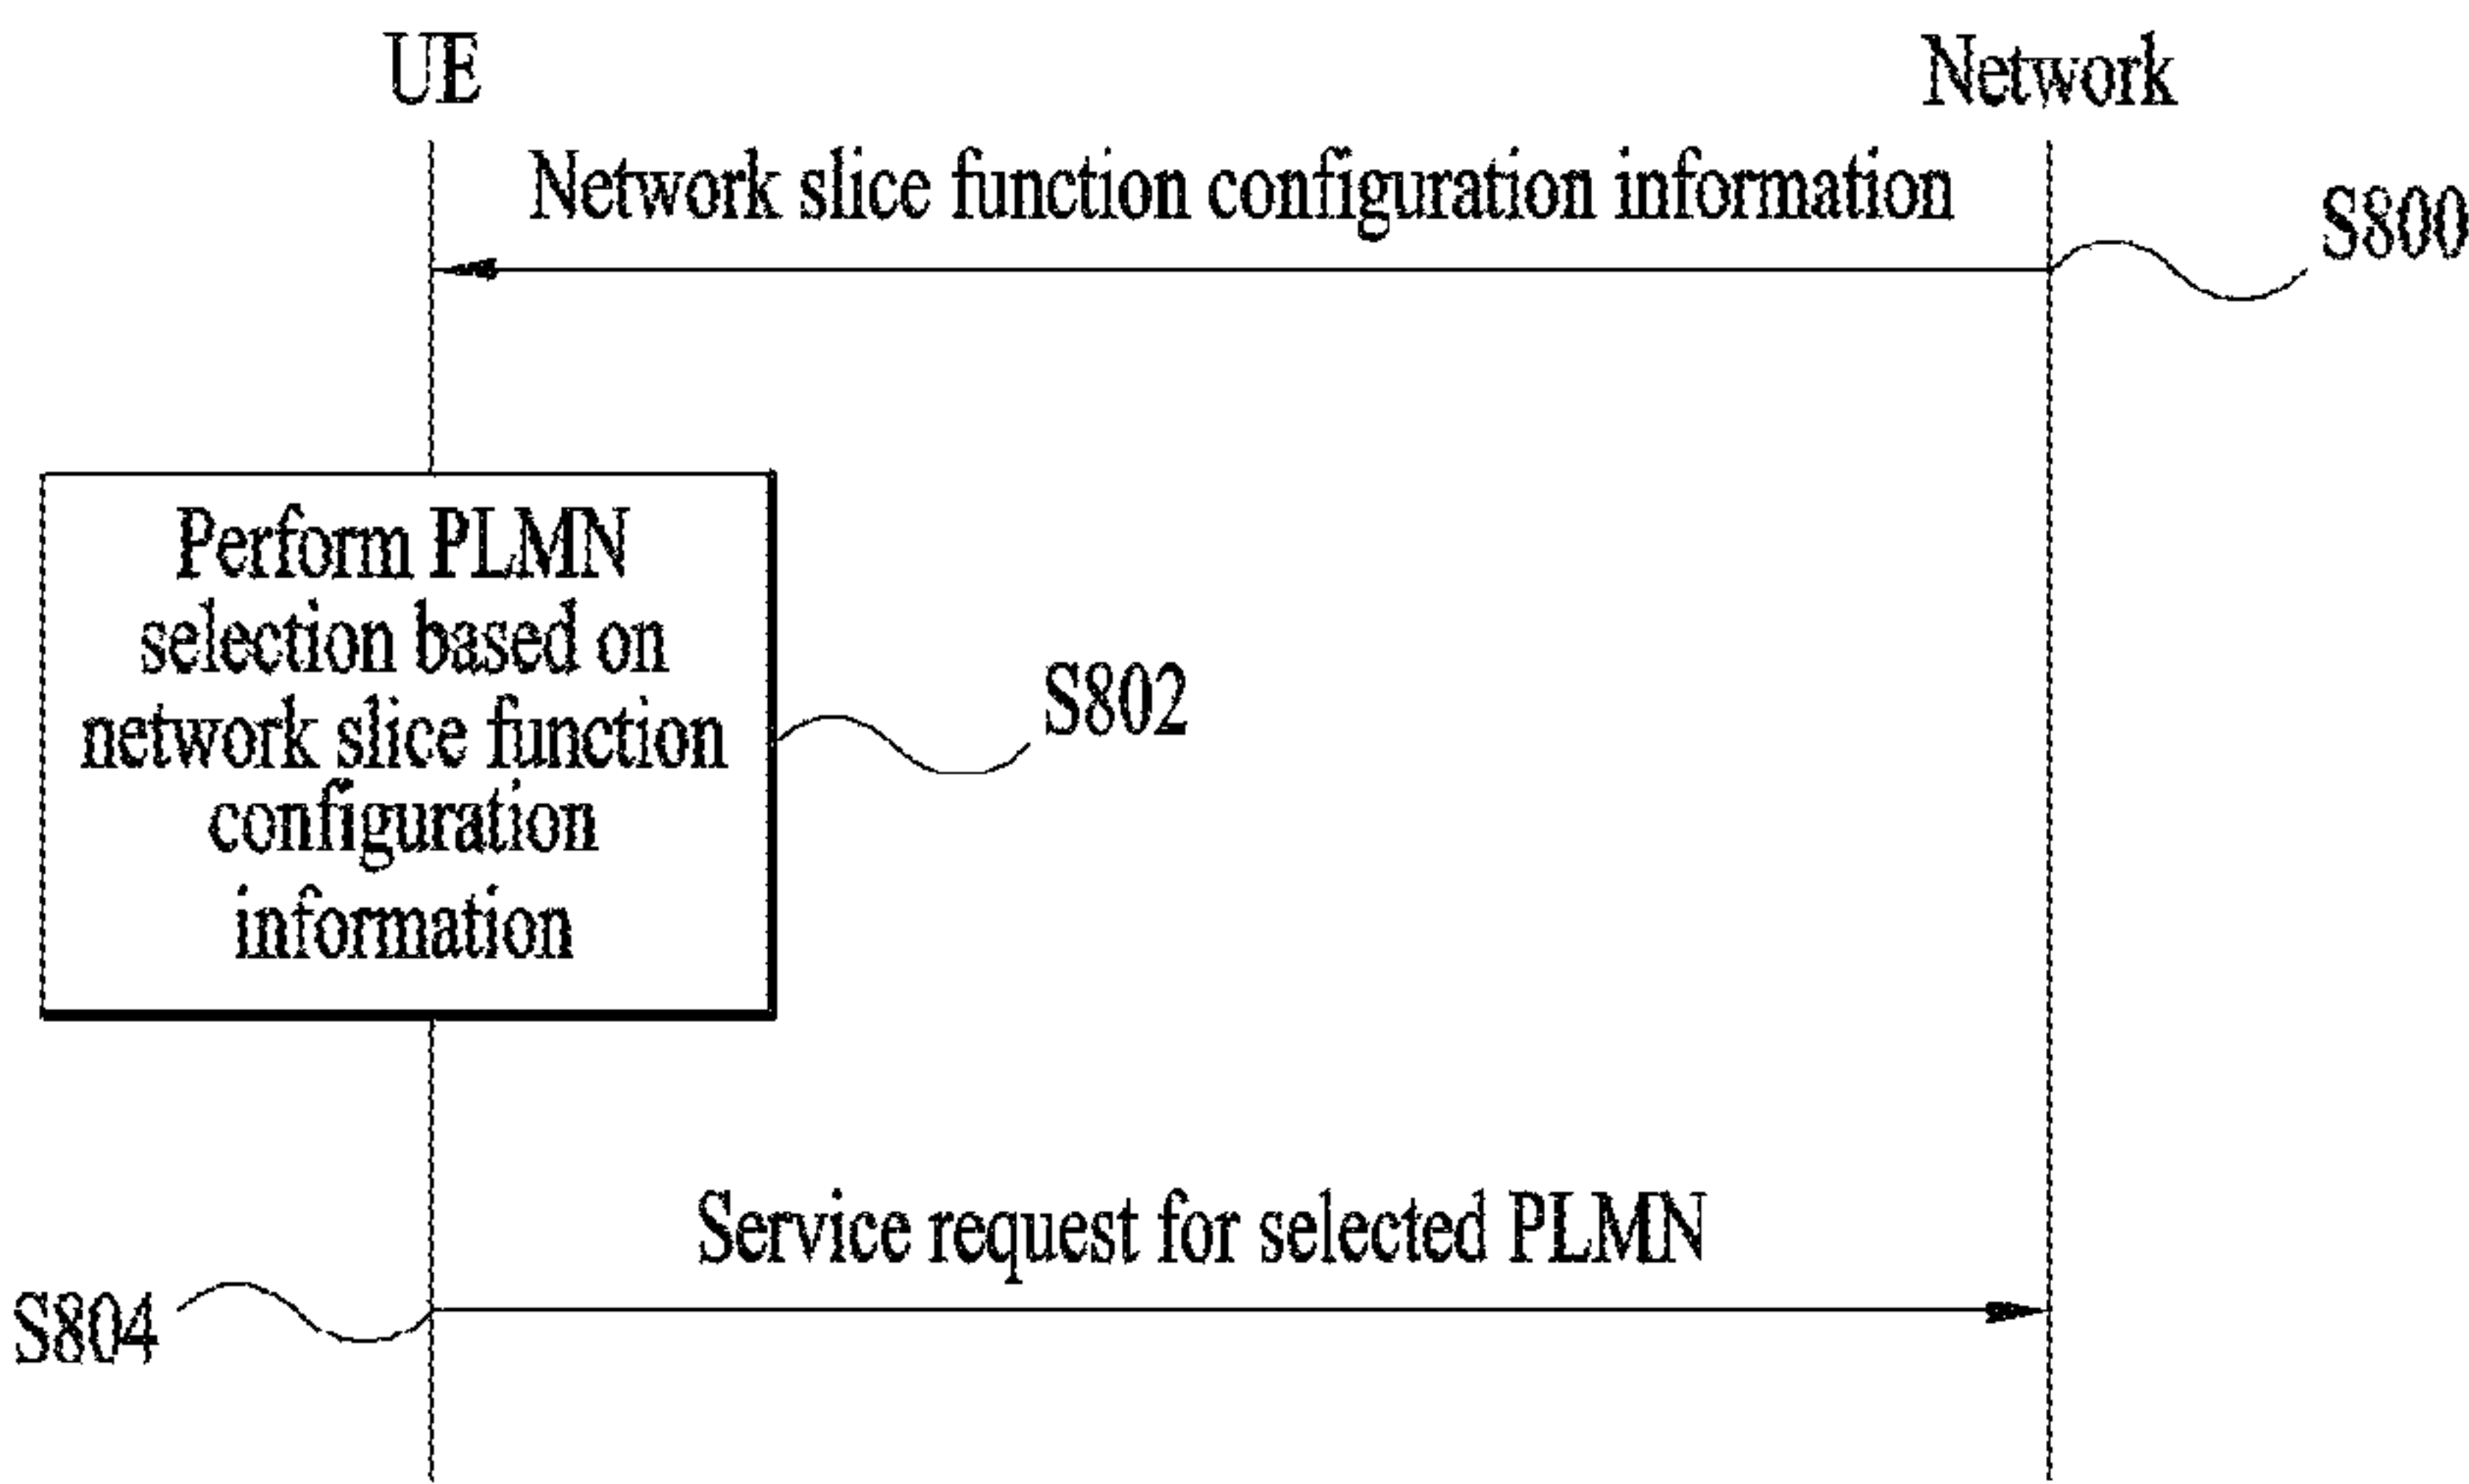 UE
Network
Network slice function configuration information
S800
Perform PLMN
selection based on
network slice function
configuration
information
S802
Service request for selected PLMN
S804